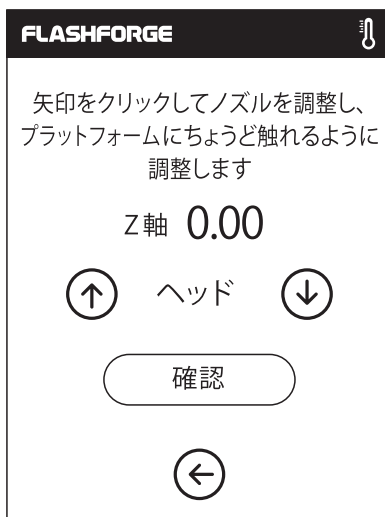 FLASHFORGE
矢印をクリックしてノズルを調整し、
プラットフォームにちょうど触れるように
調整します
Z軸 0.00
ヘッド
確認